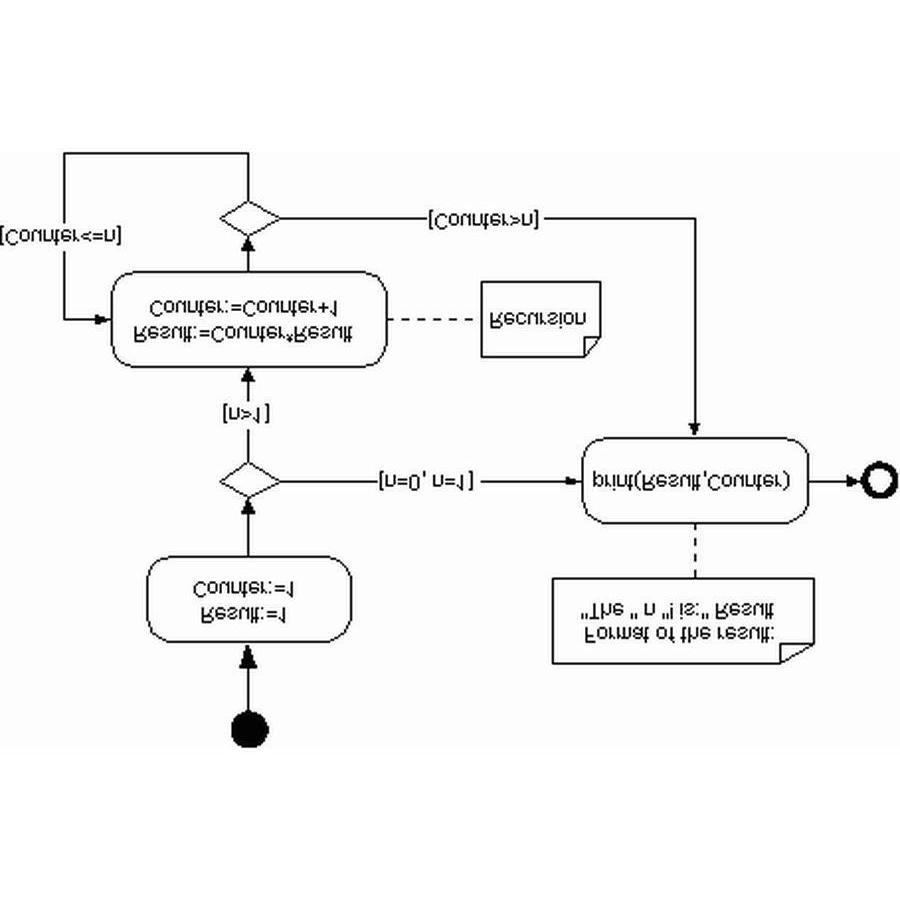 Result:=1
Counter:=1
Format of the result:
"The " n "! is:" Result
[n=0, n=1]
print(Result,Counter)
[n>1]
Result:=Counter*Result
Counter:=Counter+1
Recursion
[Counter<=n]
[Counter>n]